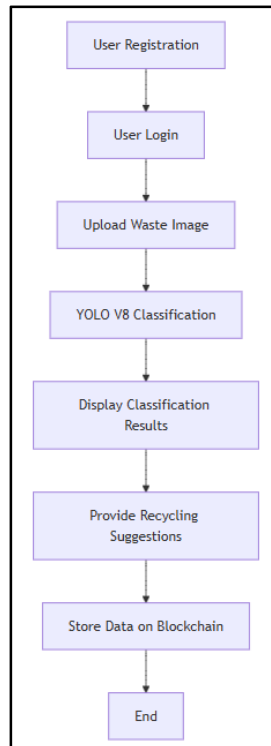 User Registration
User Login
Upload Waste Image
YOLO V8 Classification
Display Classification
Results
Provide Recycling
Suggestions
Store Data on Blockchain
End